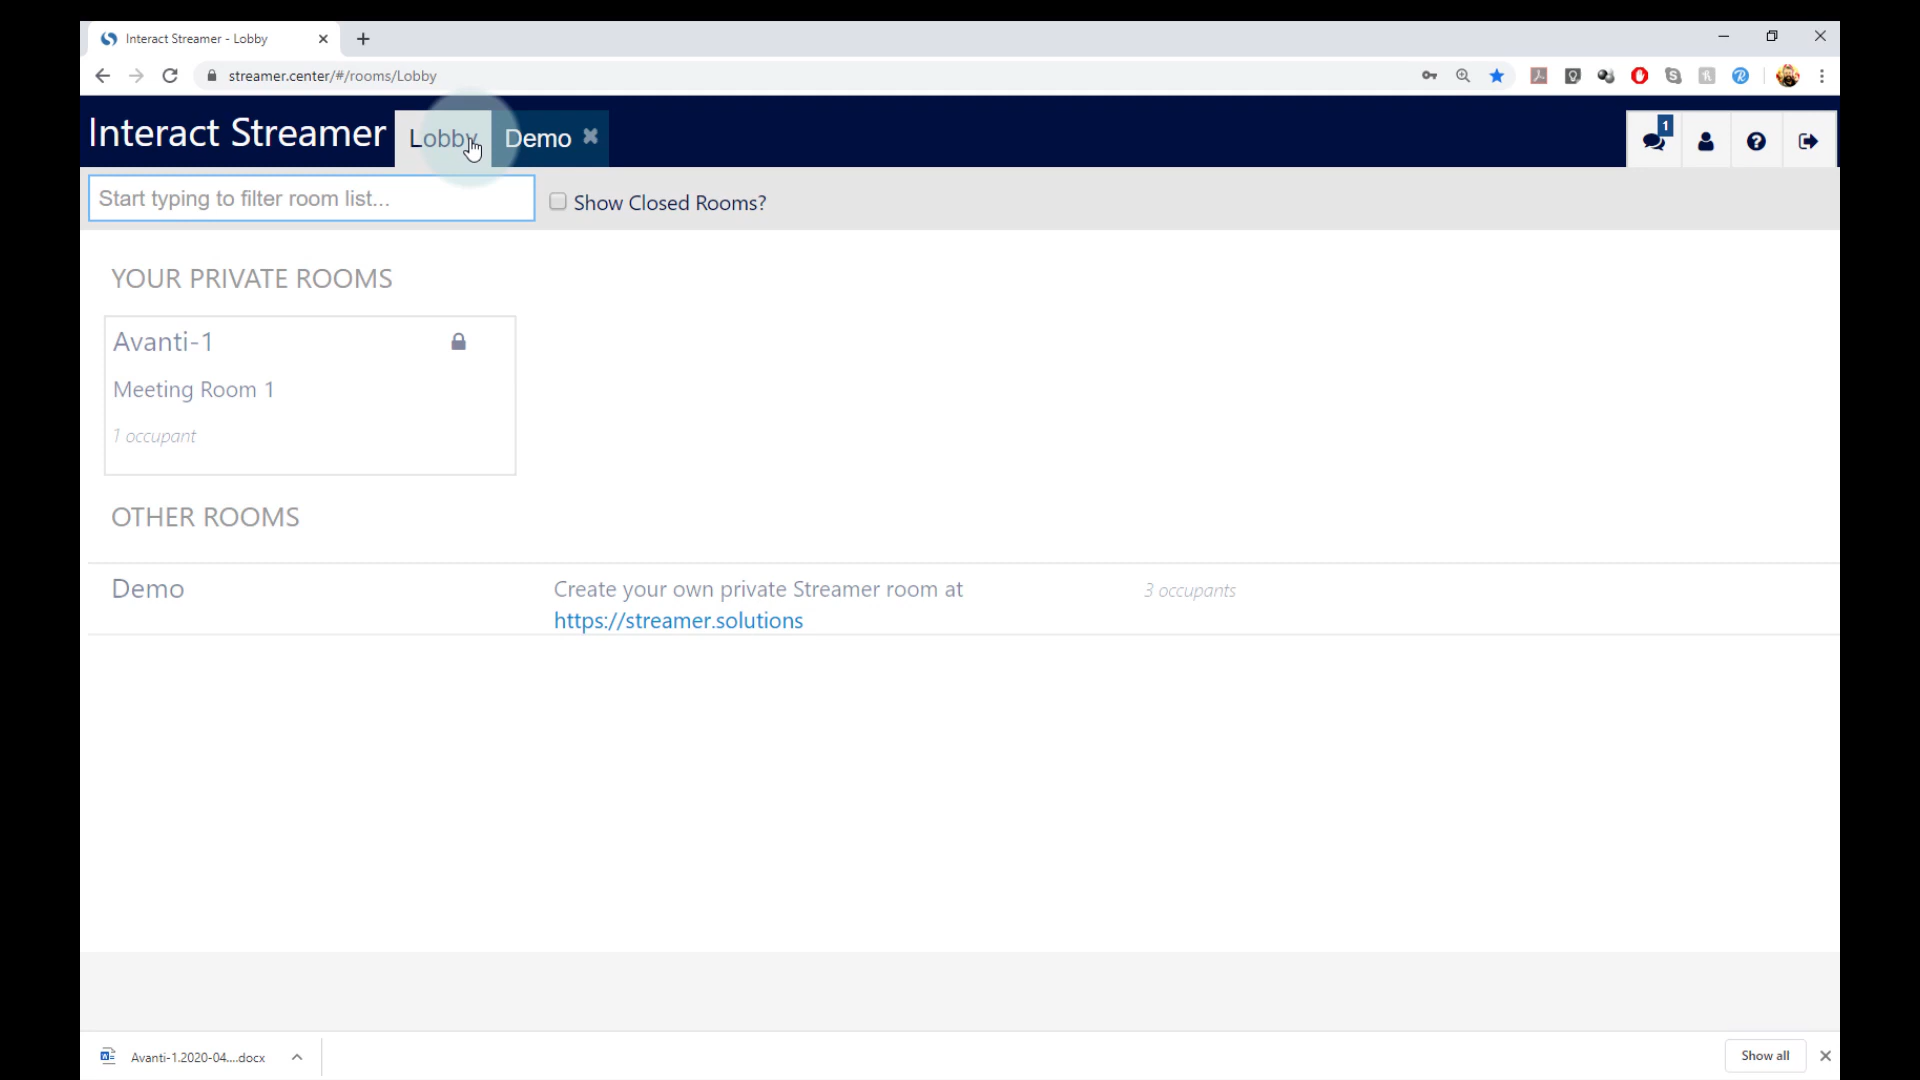 Interact Streamer - Lobby
streamer.center/#/rooms/Lobby
Interact Streamer
Lobby
Demo
1
Start typing to filter room list...
Show Closed Rooms?
YOUR PRIVATE ROOMS
Avanti-1
Meeting Room 1
1 occupant
OTHER ROOMS
Demo
Create your own private Streamer room at
https://streamer.solutions
3 occupants
Avanti-1.2020-04....docx
Show all